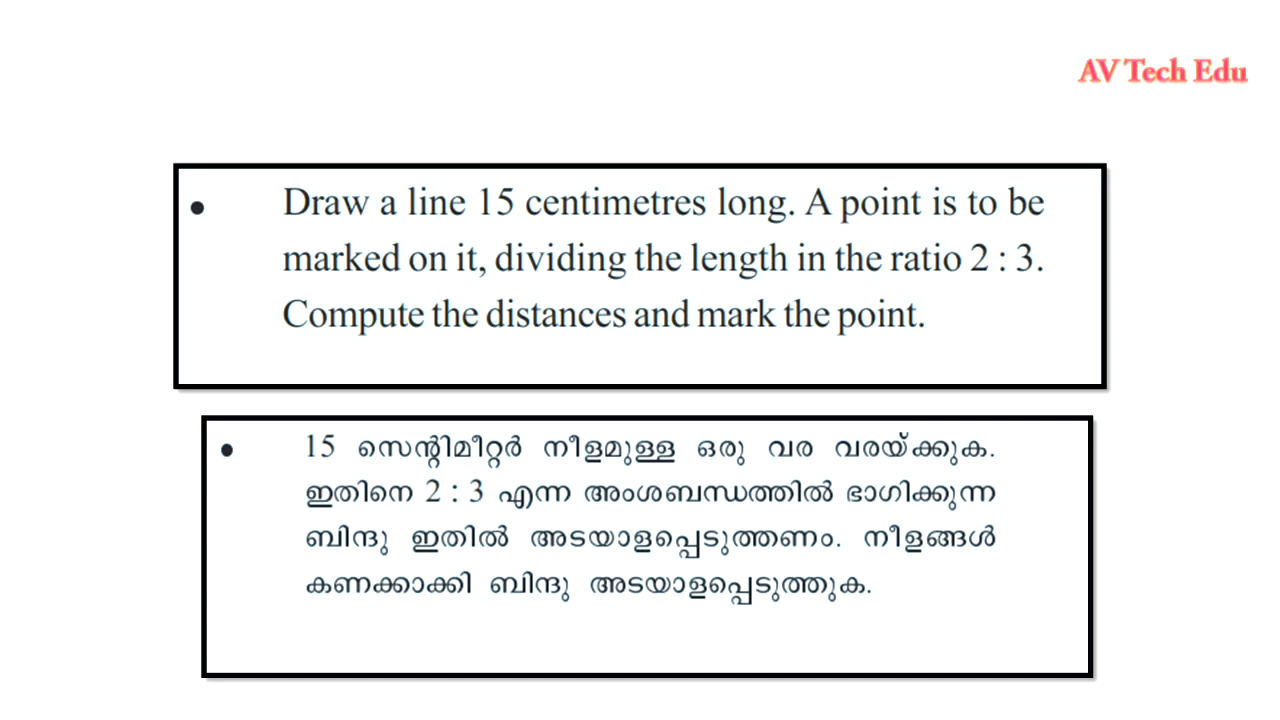 AV Tech Edu
• Draw a line 15 centimetres long. A point is to be
marked on it, dividing the length in the ratio 2 : 3.
Compute the distances and mark the point.
• 15 സെന്റിമീറ്റർ നീളമുള്ള ഒരു വര വരയ്ക്കുക.
ഇതിനെ 2 : 3 എന്ന അംശബന്ധത്തിൽ ഭാഗിക്കുന്ന
ബിന്ദു ഇതിൽ അടയാളപ്പെടുത്തണം. നീളങ്ങൾ
കണക്കാക്കി ബിന്ദു അടയാളപ്പെടുത്തുക.